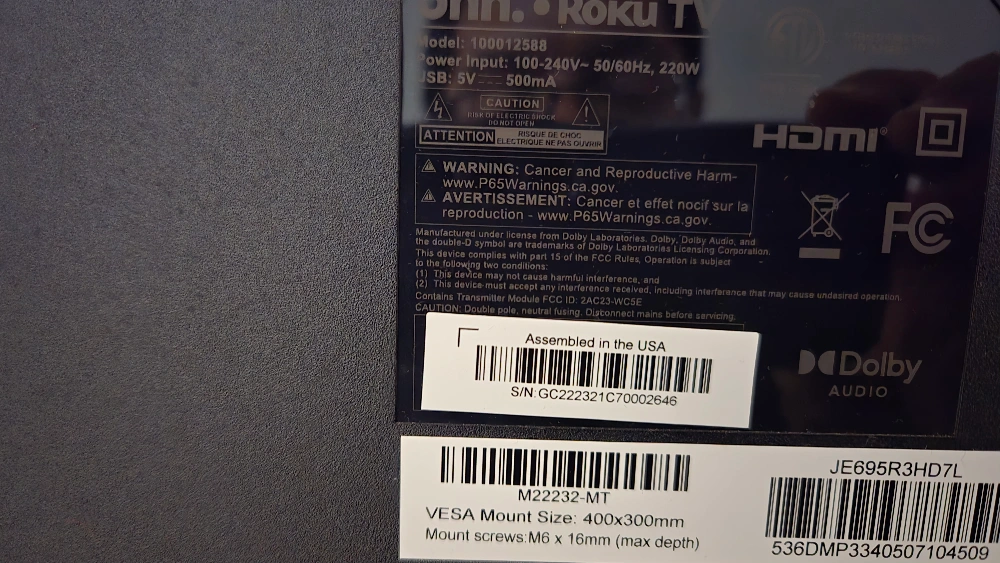 onn. • Roku TV
Model: 100012588
Power Input: 100-240V~ 50/60Hz, 220W
USB: 5V 500mA
CAUTION
RISK OF ELECTRIC SHOCK
DO NOT OPEN
ATTENTION
RISQUE DE CHOC
ELECTRIQUE NE PAS OUVRIR
HDMI®
WARNING: Cancer and Reproductive Harm-
www.P65Warnings.ca.gov.
AVERTISSEMENT: Cancer et effet nocif sur la
reproduction - www.P65Warnings.ca.gov.
FC
Manufactured under license from Dolby Laboratories. Dolby, Dolby Audio, and
the double-D symbol are trademarks of Dolby Laboratories Licensing Corporation.
This device complies with part 15 of the FCC Rules, Operation is subject
to the following two conditions:
(1) This device may not cause harmful interference, and
(2) This device must accept any interference received, including interference that may cause undesired operation.
Contains Transmitter Module FCC ID: 2AC23-WC5E
CAUTION: Double pole, neutral fusing. Disconnect mains before servicing.
Assembled in the USA
S/N:GC222321C70002646
Dolby
AUDIO
M22232-MT
VESA Mount Size: 400x300mm
Mount screws:M6 x 16mm (max depth)
JE695R3HD7L
536DMP3340507104509